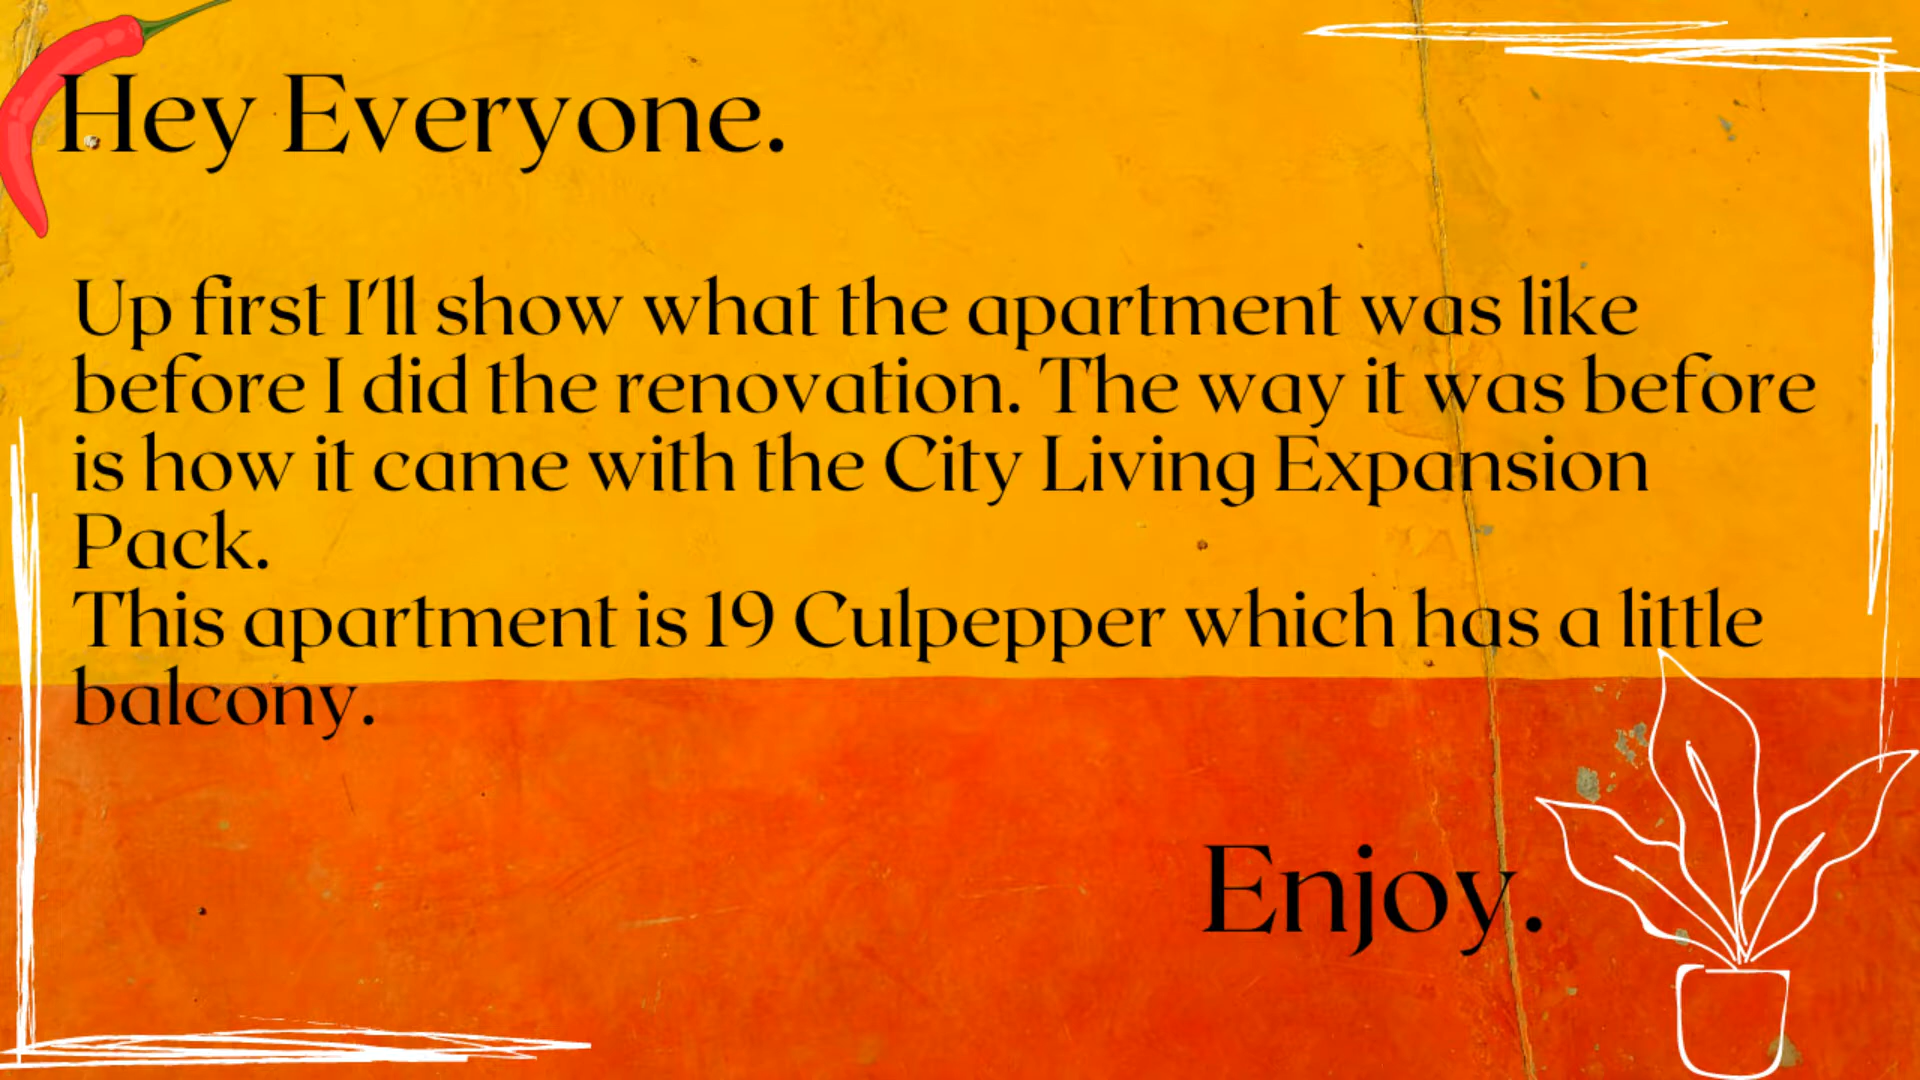 Hey Everyone.
Up first I'll show what the apartment was like
before I did the renovation. The way it was before
is how it came with the City Living Expansion
Pack.
This apartment is 19 Culpepper which has a little
balcony.
Enjoy.